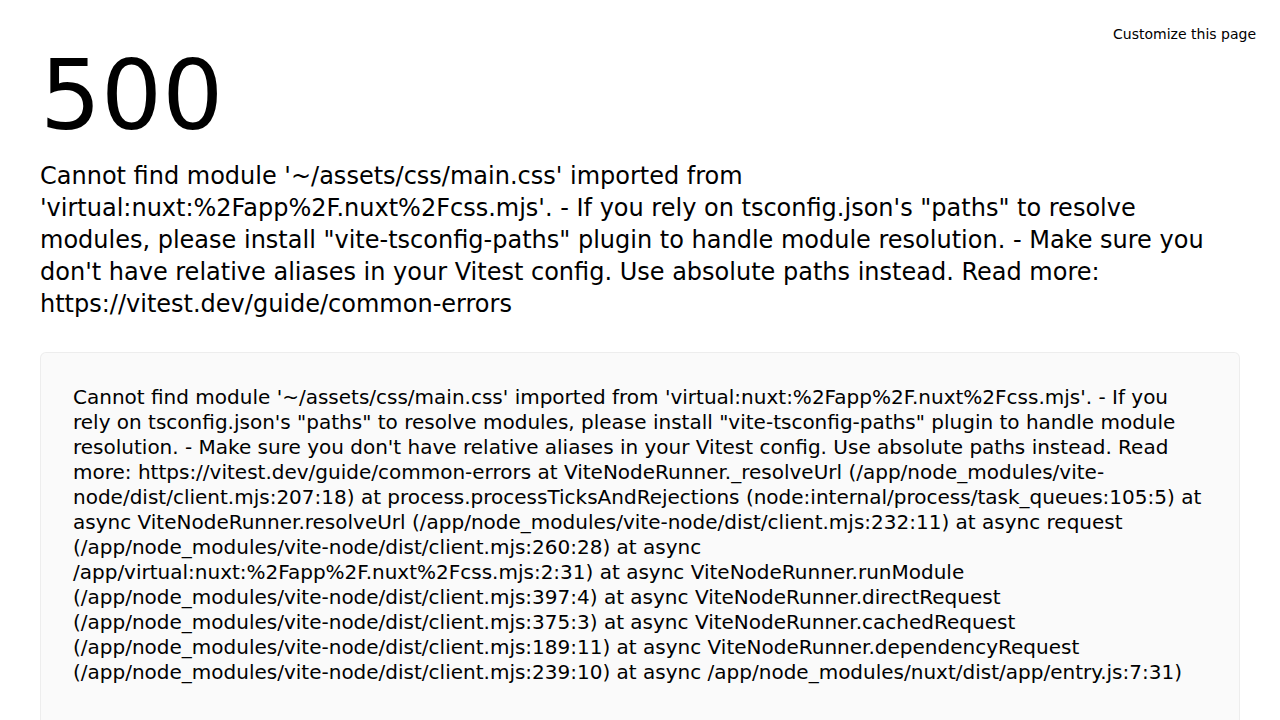 Customize this page
500
Cannot find module '~/assets/css/main.css' imported from
'virtual:nuxt:%2Fapp%2F.nuxt%2Fcss.mjs'. - If you rely on tsconfig.json's "paths" to resolve
modules, please install "vite-tsconfig-paths" plugin to handle module resolution. - Make sure you
don't have relative aliases in your Vitest config. Use absolute paths instead. Read more:
https://vitest.dev/guide/common-errors
Cannot find module '~/assets/css/main.css' imported from 'virtual:nuxt:%2Fapp%2F.nuxt%2Fcss.mjs'. - If you
rely on tsconfig.json's "paths" to resolve modules, please install "vite-tsconfig-paths" plugin to handle module
resolution. - Make sure you don't have relative aliases in your Vitest config. Use absolute paths instead. Read
more: https://vitest.dev/guide/common-errors at ViteNodeRunner._resolveUrl (/app/node_modules/vite-
node/dist/client.mjs:207:18) at process.processTicksAndRejections (node:internal/process/task_queues:105:5) at
async ViteNodeRunner.resolveUrl (/app/node_modules/vite-node/dist/client.mjs:232:11) at async request
(/app/node_modules/vite-node/dist/client.mjs:260:28) at async
/app/virtual:nuxt:%2Fapp%2F.nuxt%2Fcss.mjs:2:31) at async ViteNodeRunner.runModule
(/app/node_modules/vite-node/dist/client.mjs:397:4) at async ViteNodeRunner.directRequest
(/app/node_modules/vite-node/dist/client.mjs:375:3) at async ViteNodeRunner.cachedRequest
(/app/node_modules/vite-node/dist/client.mjs:189:11) at async ViteNodeRunner.dependencyRequest
(/app/node_modules/vite-node/dist/client.mjs:239:10) at async /app/node_modules/nuxt/dist/app/entry.js:7:31)